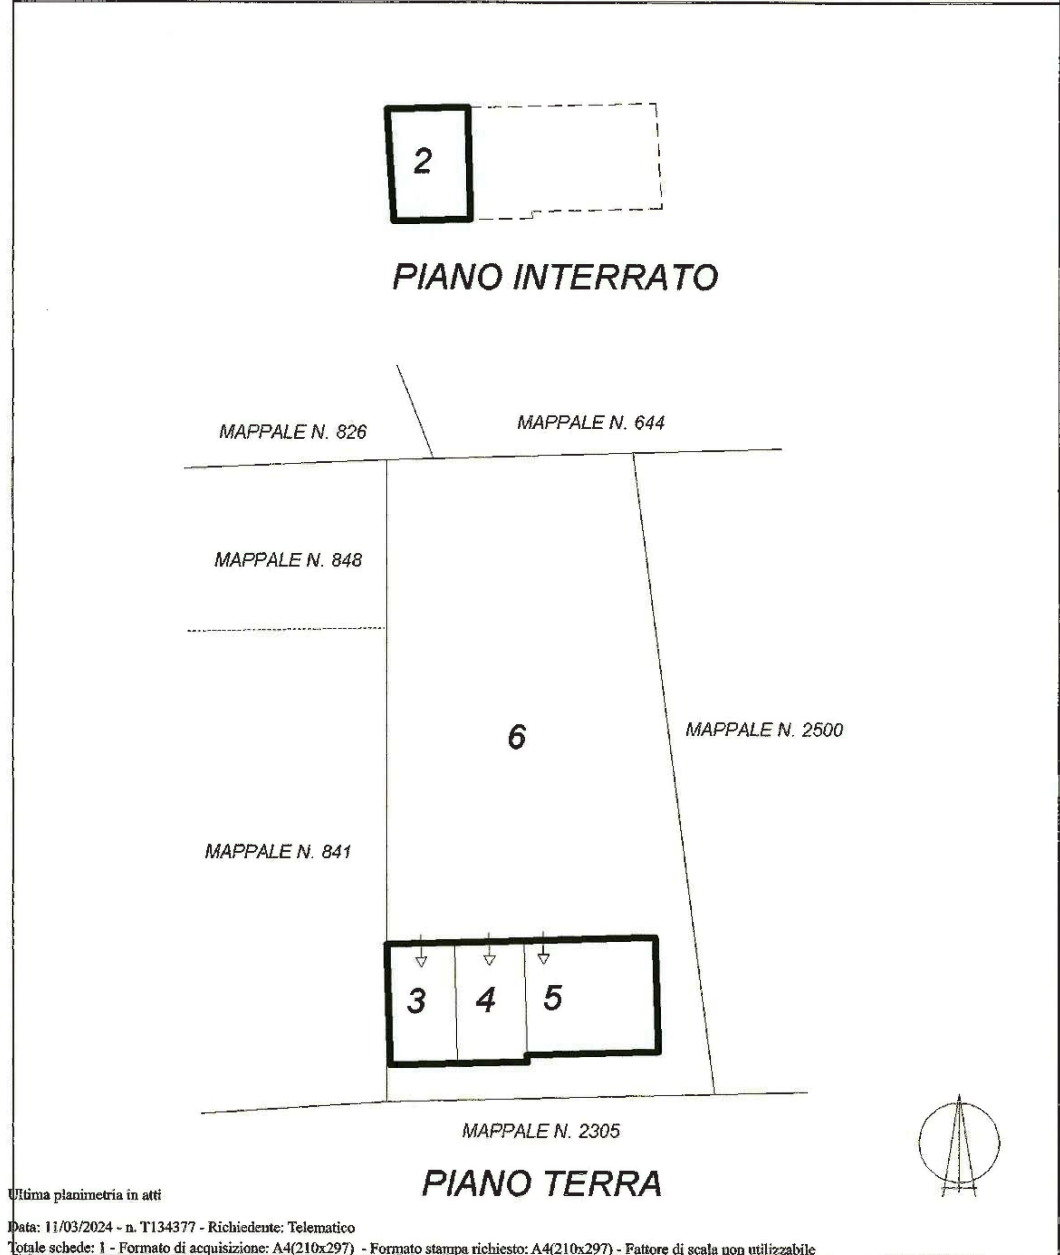 2
PIANO INTERRATO
MAPPALE N. 826
MAPPALE N. 644
MAPPALE N. 848
6
MAPPALE N. 2500
MAPPALE N. 841
3 4 5
MAPPALE N. 2305
PIANO TERRA
Ultima planimetria in atti
Data: 11/03/2024 - n. T134377 - Richiedente: Telematico
Totale schede: 1 - Formato di acquisizione: A4(210x297) - Formato stampa richiesto: A4(210x297) - Fattore di scala non utilizzabile